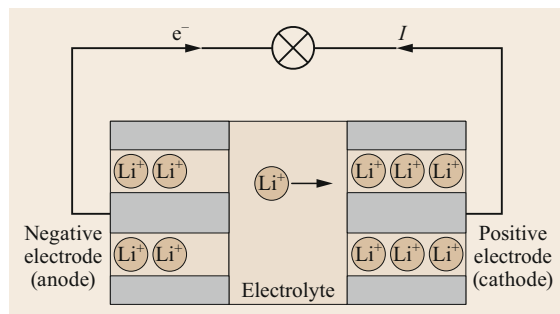 e⁻
I
Li⁺ Li⁺
Li⁺
Li⁺ Li⁺ Li⁺
Negative
electrode
(anode)
Li⁺ Li⁺
Electrolyte
Li⁺ Li⁺ Li⁺
Positive
electrode
(cathode)